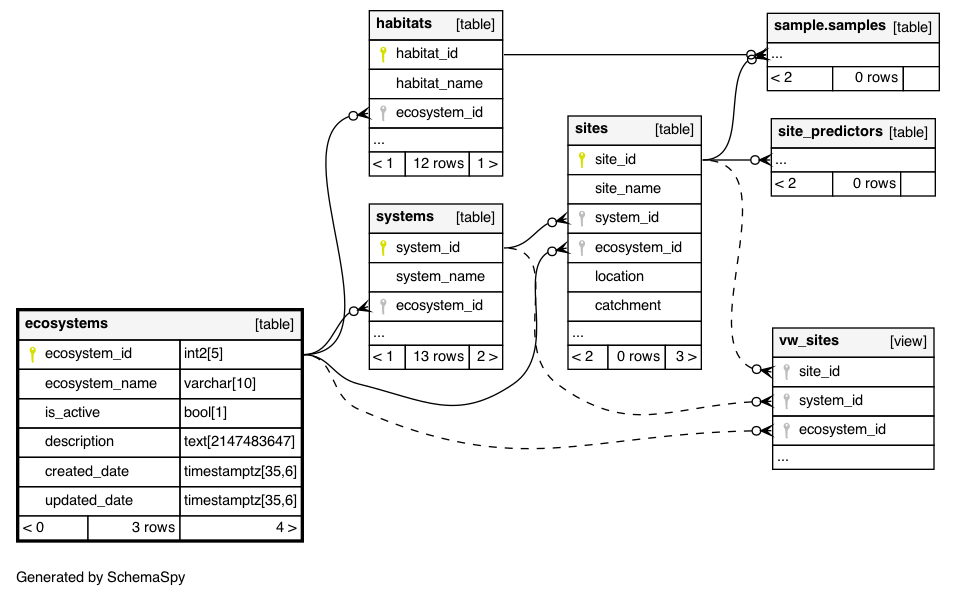 habitats [table]
habitat_id
habitat_name
ecosystem_id
...
< 1 12 rows 1 >
sample.samples [table]
...
< 2 0 rows
sites [table]
site_id
site_name
system_id
ecosystem_id
location
catchment
...
< 2 0 rows 3 >
site_predictors [table]
...
< 2 0 rows
systems [table]
system_id
system_name
ecosystem_id
...
< 1 13 rows 2 >
ecosystems [table]
ecosystem_id int2[5]
ecosystem_name varchar[10]
is_active bool[1]
description text[2147483647]
created_date timestamptz[35,6]
updated_date timestamptz[35,6]
< 0 3 rows 4 >
vw_sites [view]
site_id
system_id
ecosystem_id
...
Generated by SchemaSpy